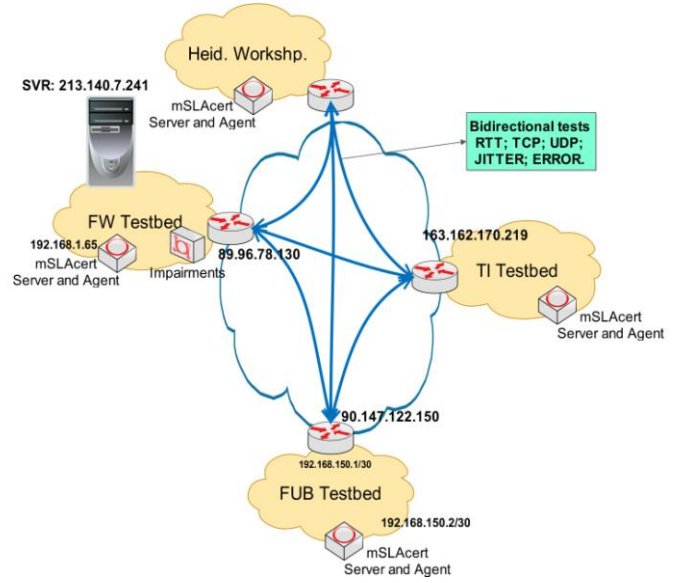 Heid. Workshp.
SVR: 213.140.7.241
mSLAcert
Server and Agent
Bidirectional tests
RTT; TCP; UDP;
JITTER; ERROR.
FW Testbed
192.168.1.65
mSLAcert
Server and Agent
Impairments
89.96.78.130
163.162.170.219
TI Testbed
mSLAcert
Server and Agent
90.147.122.150
192.168.150.1/30
FUB Testbed
192.168.150.2/30
mSLAcert
Server and Agent